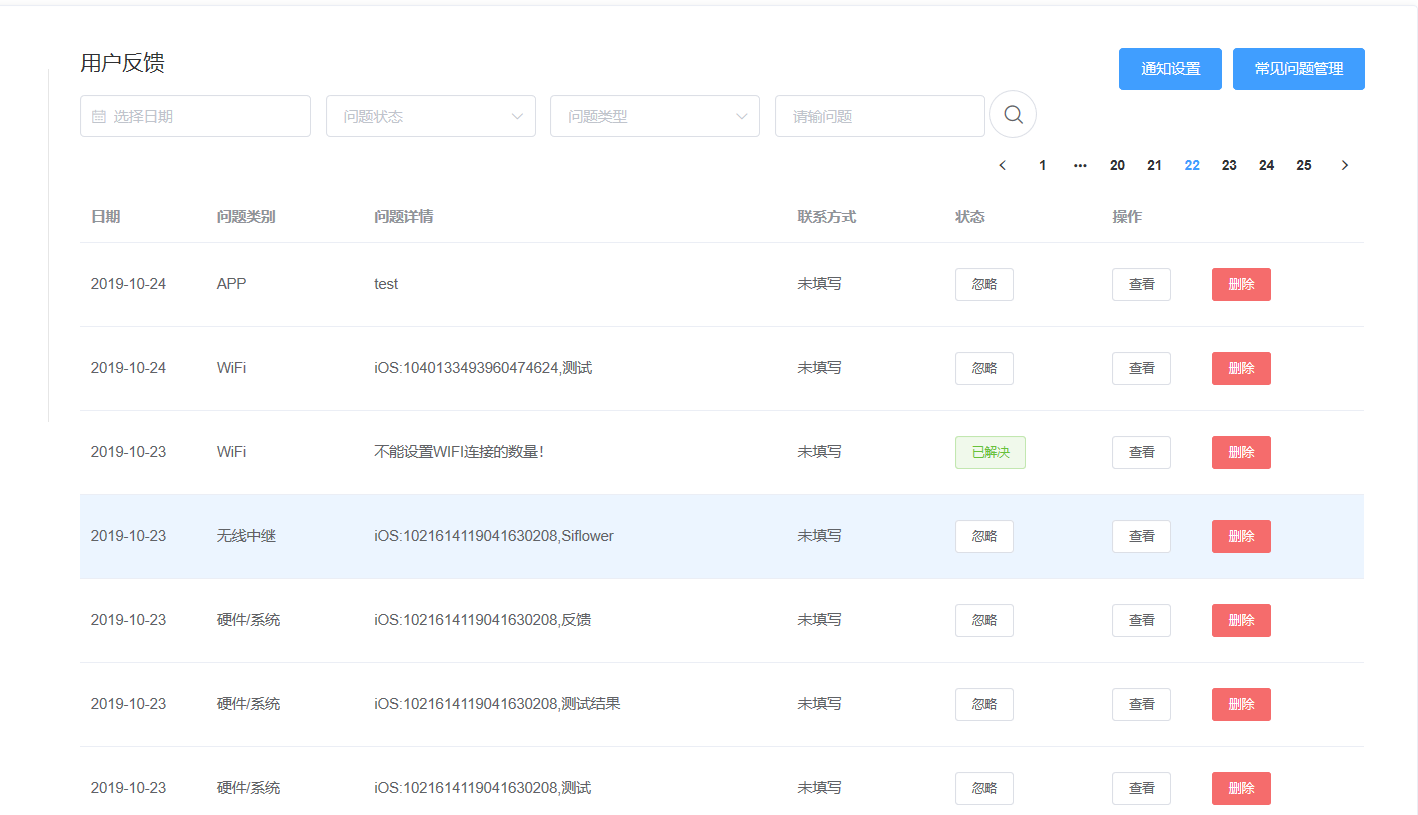 用户反馈
通知设置 常见问题管理
选择日期 问题状态 问题类型 请输问题
1 ••• 20 21 22 23 24 25
日期 问题类别 问题详情 联系方式 状态 操作
2019-10-24 APP test 未填写 忽略 查看 删除
2019-10-24 WiFi iOS:1040133493960474624,测试 未填写 忽略 查看 删除
2019-10-23 WiFi 不能设置WIFI连接的数量! 未填写 已解决 查看 删除
2019-10-23 无线中继 iOS:1021614119041630208,Siflower 未填写 忽略 查看 删除
2019-10-23 硬件/系统 iOS:1021614119041630208,反馈 未填写 忽略 查看 删除
2019-10-23 硬件/系统 iOS:1021614119041630208,测试结果 未填写 忽略 查看 删除
2019-10-23 硬件/系统 iOS:1021614119041630208,测试 未填写 忽略 查看 删除